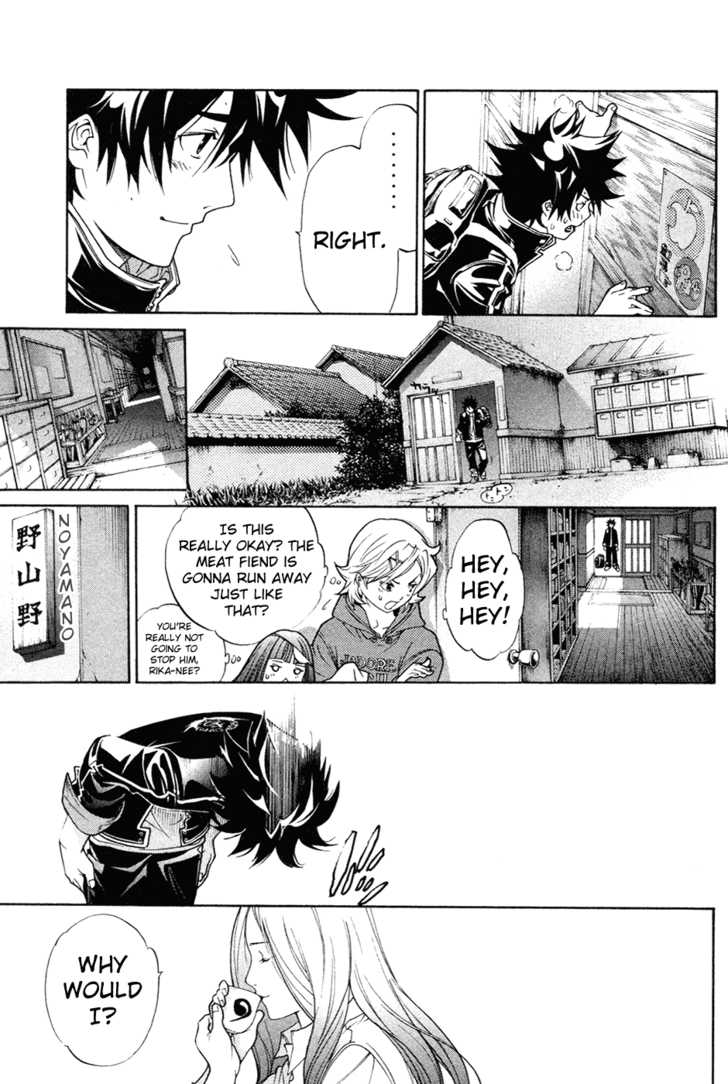 ........
RIGHT.
HEY,
HEY,
HEY!
IS THIS
REALLY OKAY? THE
MEAT FIEND IS
GONNA RUN AWAY
JUST LIKE
THAT?
YOU'RE
REALLY NOT
GOING TO
STOP HIM,
RIKA-NEE?
NOYAMANO
野山野
WHY
WOULD
I?